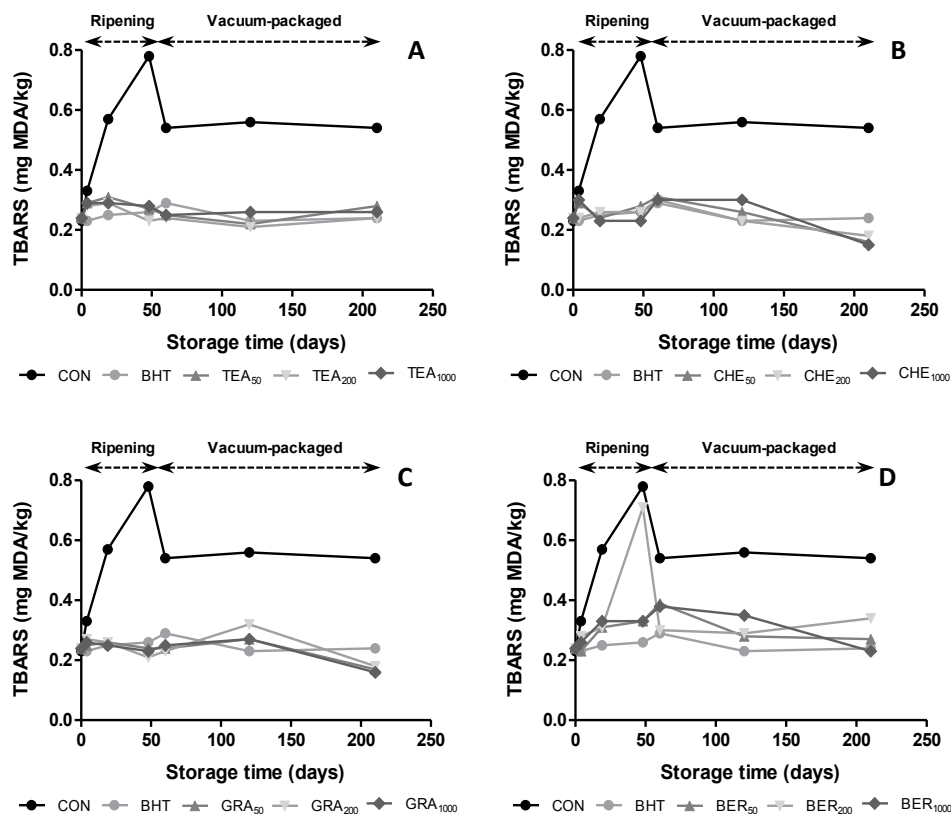 Ripening Vacuum-packaged
A
0.8
0.6
0.4
0.2
0.0
TBARS (mg MDA/kg)
0 50 100 150 200 250
Storage time (days)
CON BHT TEA50 TEA200 TEA1000
Ripening Vacuum-packaged
B
0.8
0.6
0.4
0.2
0.0
TBARS (mg MDA/kg)
0 50 100 150 200 250
Storage time (days)
CON BHT CHE50 CHE200 CHE1000
Ripening Vacuum-packaged
C
0.8
0.6
0.4
0.2
0.0
TBARS (mg MDA/kg)
0 50 100 150 200 250
Storage time (days)
CON BHT GRA50 GRA200 GRA1000
Ripening Vacuum-packaged
D
0.8
0.6
0.4
0.2
0.0
TBARS (mg MDA/kg)
0 50 100 150 200 250
Storage time (days)
CON BHT BER50 BER200 BER1000